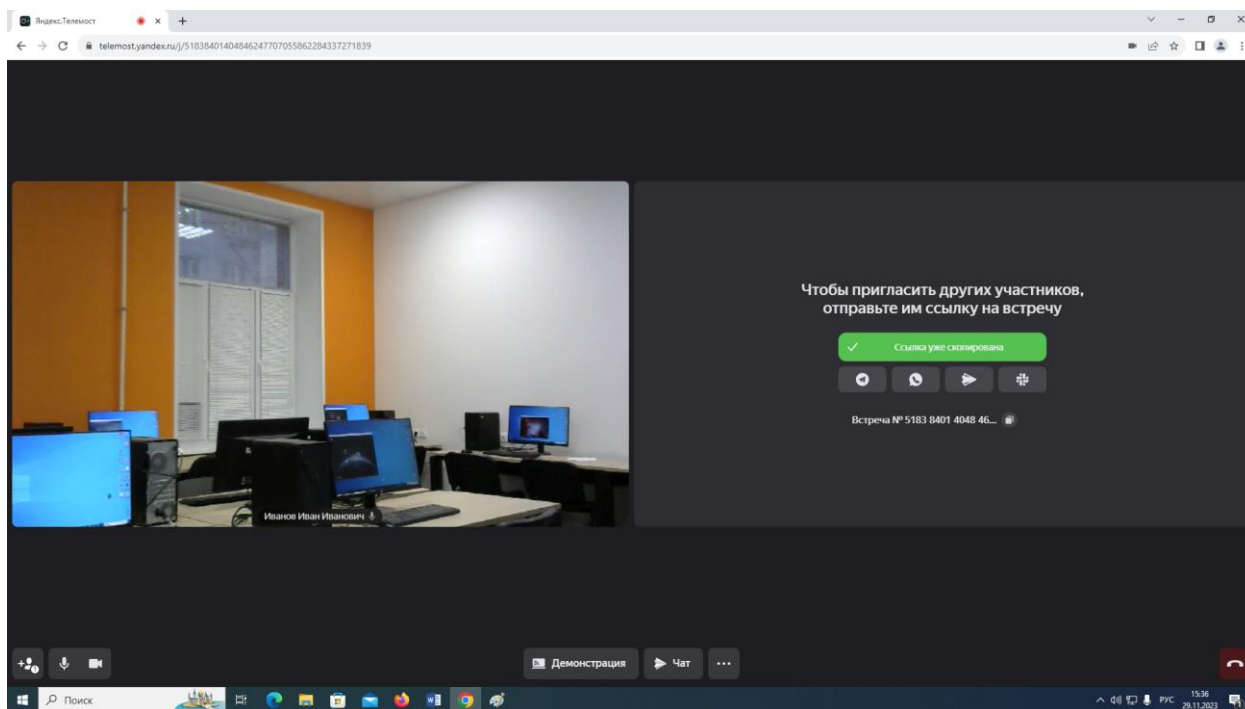 Яндекс.Телемост
telemost.yandex.ru/j/51838401404846247707055862284337271839
Чтобы пригласить других участников,
отправьте им ссылку на встречу
Ссылка уже скопирована
Встреча № 5183 8401 4048 46...
Иванов Иван Иванович
Демонстрация
Чат
Поиск
РУС
15:36
29.11.2023